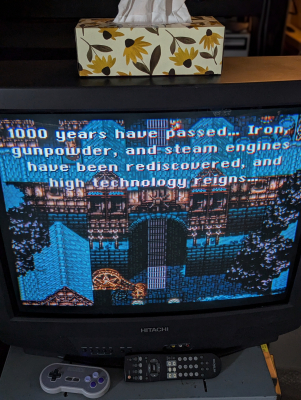 1000 years have passed... Iron,
gunpowder, and steam engines
have been rediscovered, and
high technology reigns...
HITACHI